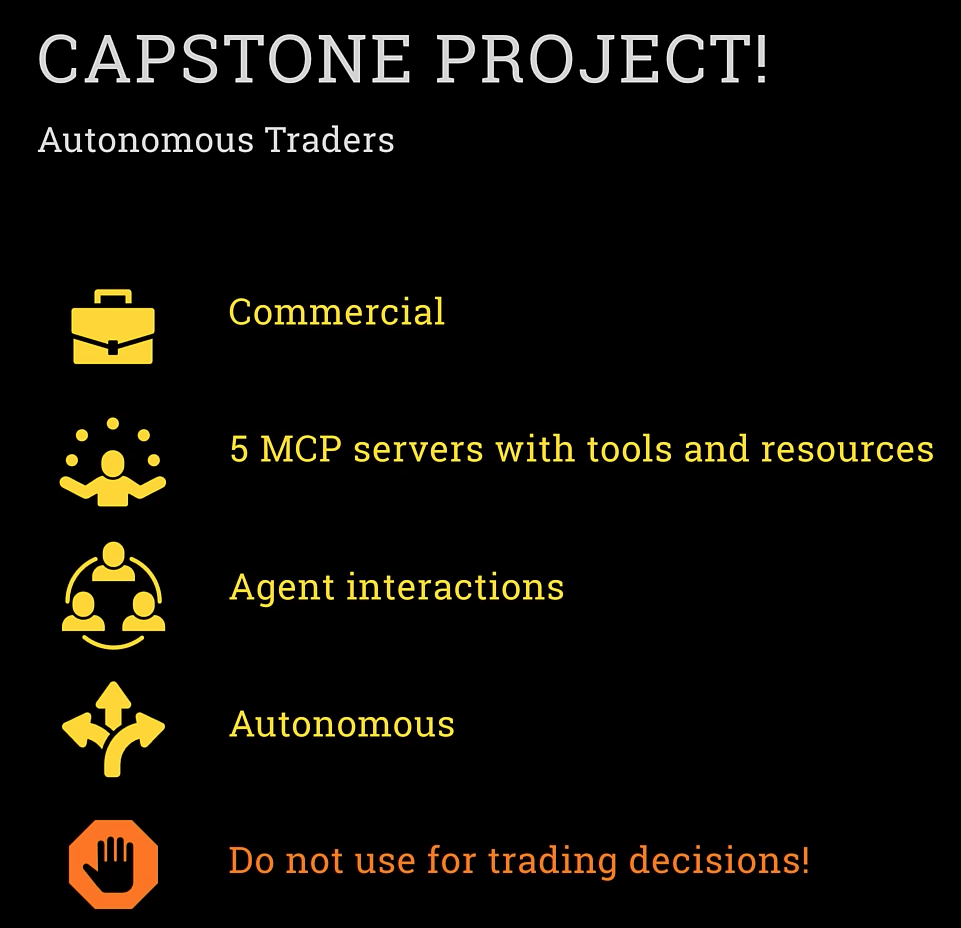 CAPSTONE PROJECT!
Autonomous Traders
Commercial
5 MCP servers with tools and resources
Agent interactions
Autonomous
Do not use for trading decisions!